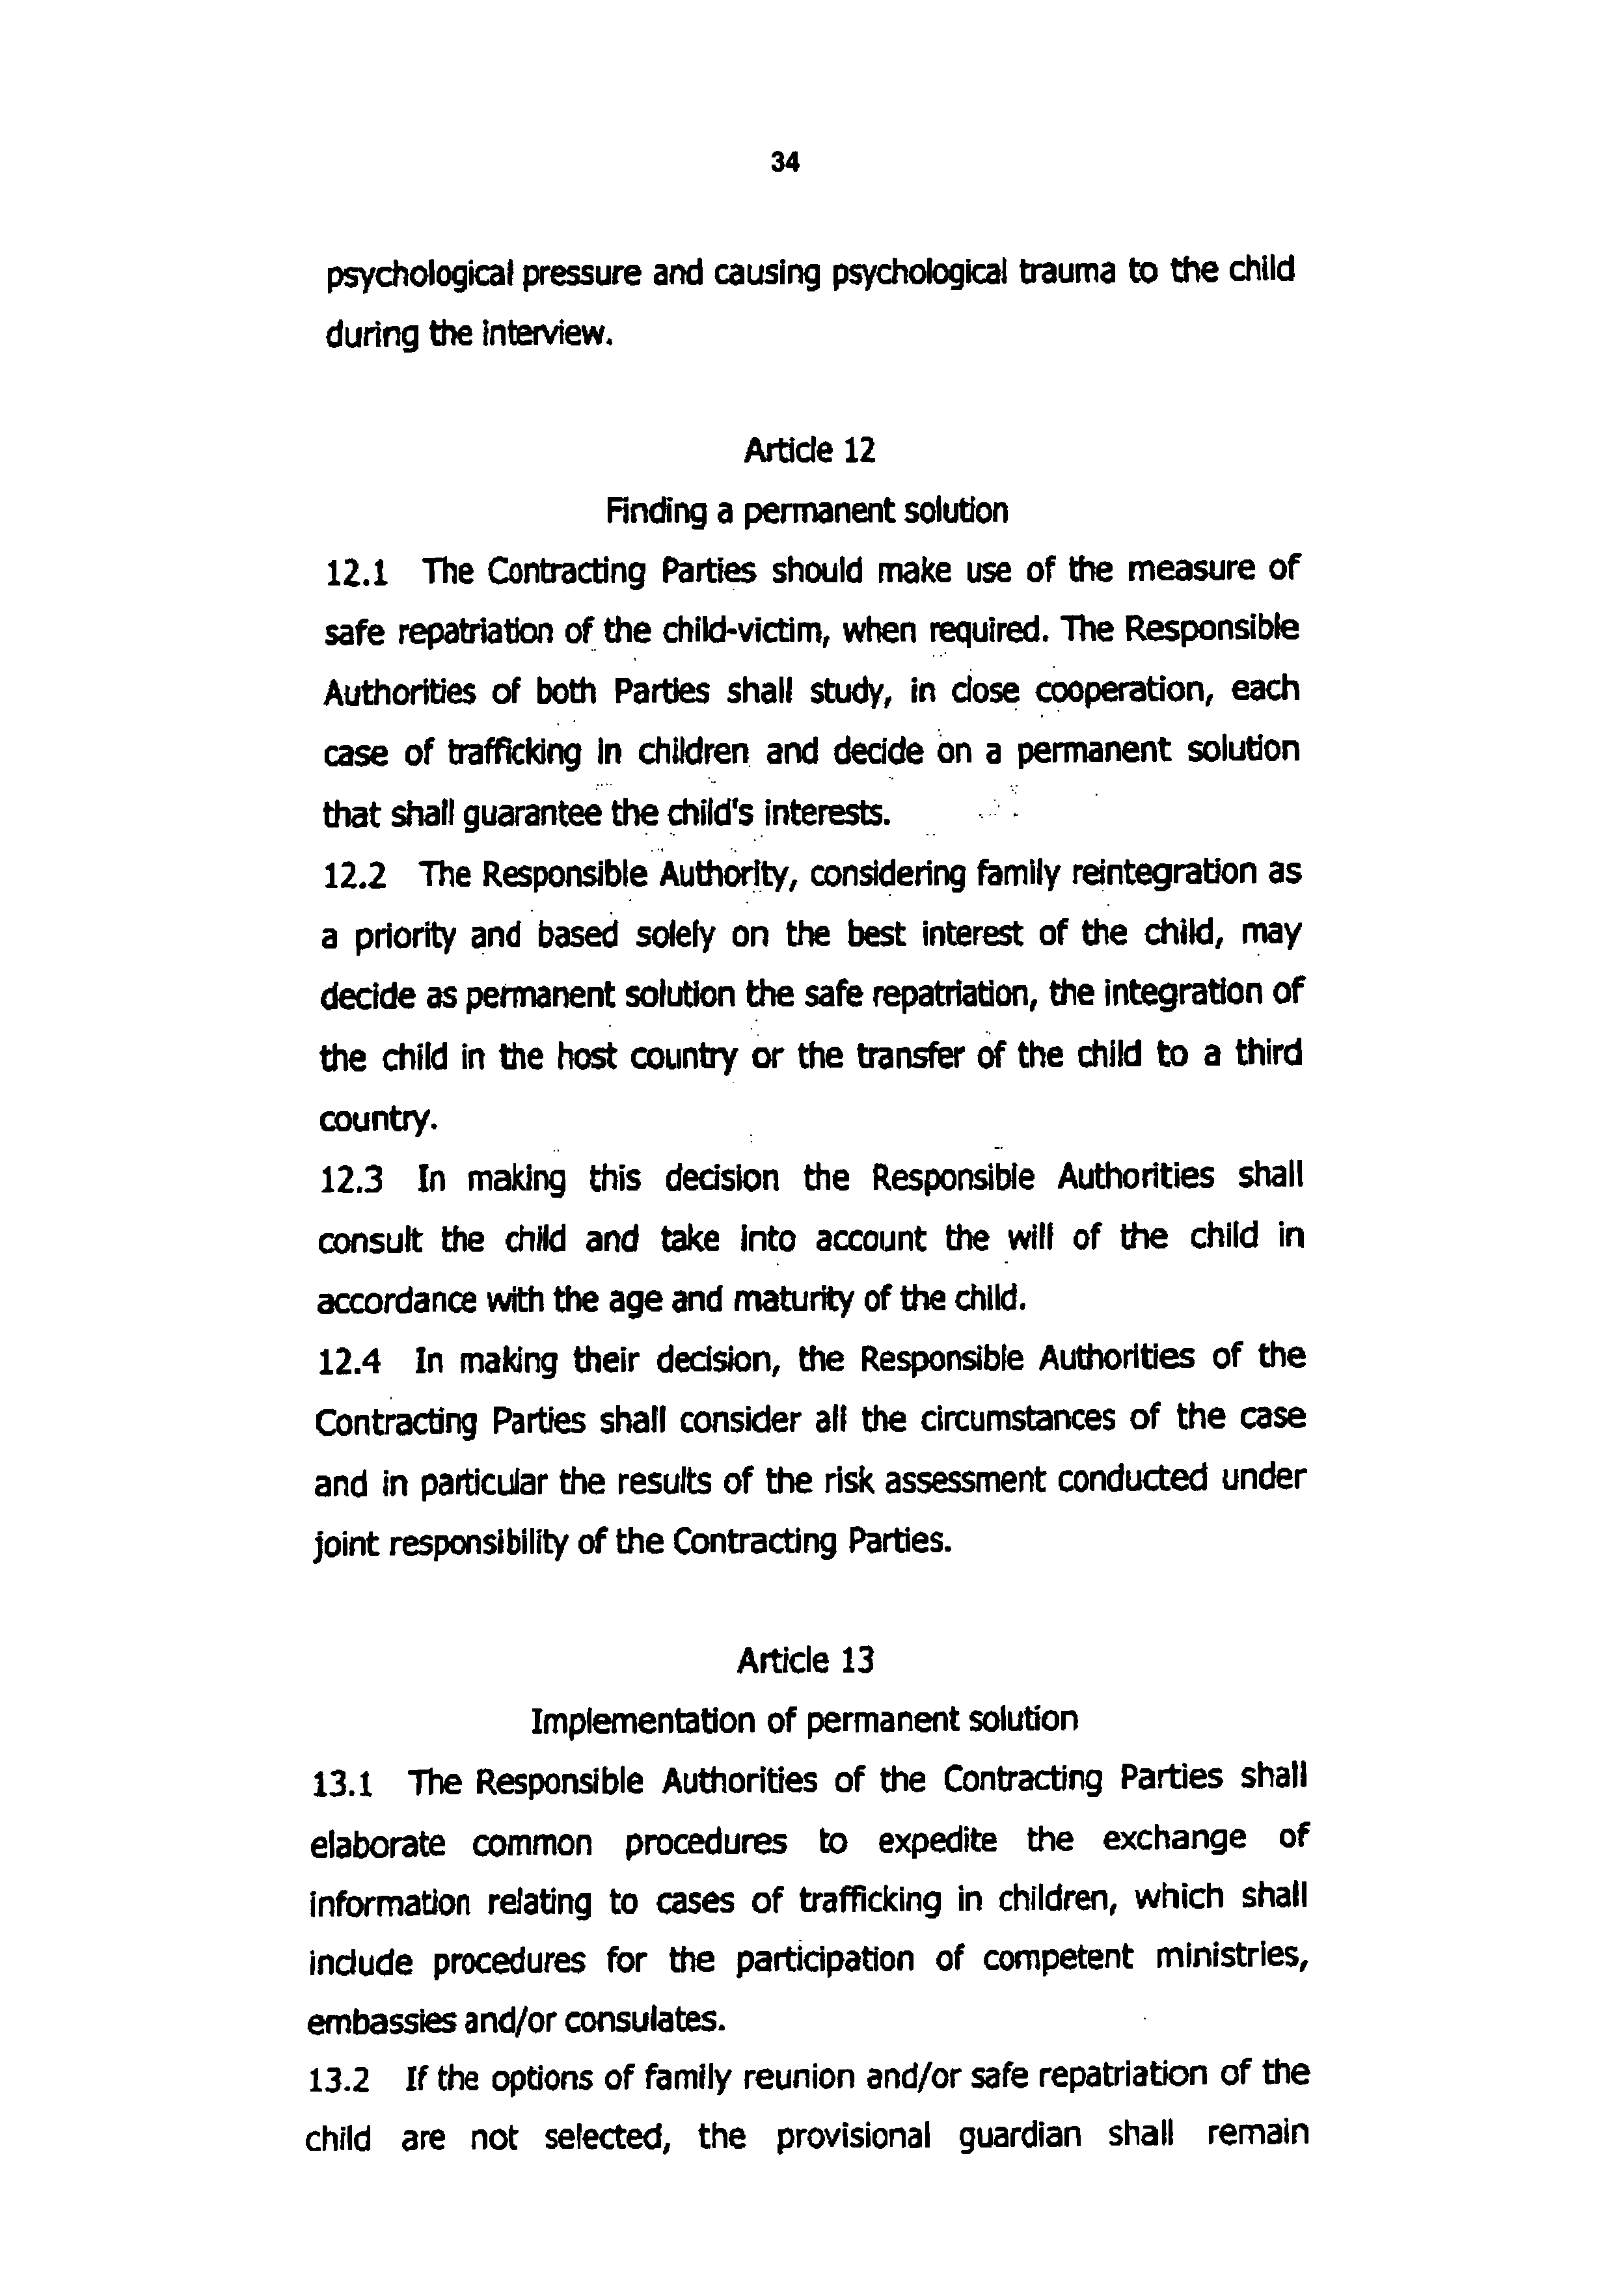 34
psychological pressure and causing psychological trauma to the child
during the interview.
Article 12
Finding a permanent solution
12.1 The Contracting Parties should make use of the measure of
safe repatriation of the child-victim, when required. The Responsible
Authorities of both Parties shall study, in close cooperation, each
case of trafficking in children and decide on a permanent solution
that shall guarantee the child's interests.
12.2 The Responsible Authority, considering family reintegration as
a priority and based solely on the best interest of the child, may
decide as permanent solution the safe repatriation, the integration of
the child in the host country or the transfer of the child to a third
country.
12.3 In making this decision the Responsible Authorities shall
consult the child and take into account the will of the child in
accordance with the age and maturity of the child.
12.4 In making their decision, the Responsible Authorities of the
Contracting Parties shall consider all the circumstances of the case
and in particular the results of the risk assessment conducted under
joint responsibility of the Contracting Parties.
Article 13
Implementation of permanent solution
13.1 The Responsible Authorities of the Contracting Parties shall
elaborate common procedures to expedite the exchange of
information relating to cases of trafficking in children, which shall
include procedures for the participation of competent ministries,
embassies and/or consulates.
13.2 If the options of family reunion and/or safe repatriation of the
child are not selected, the provisional guardian shall remain